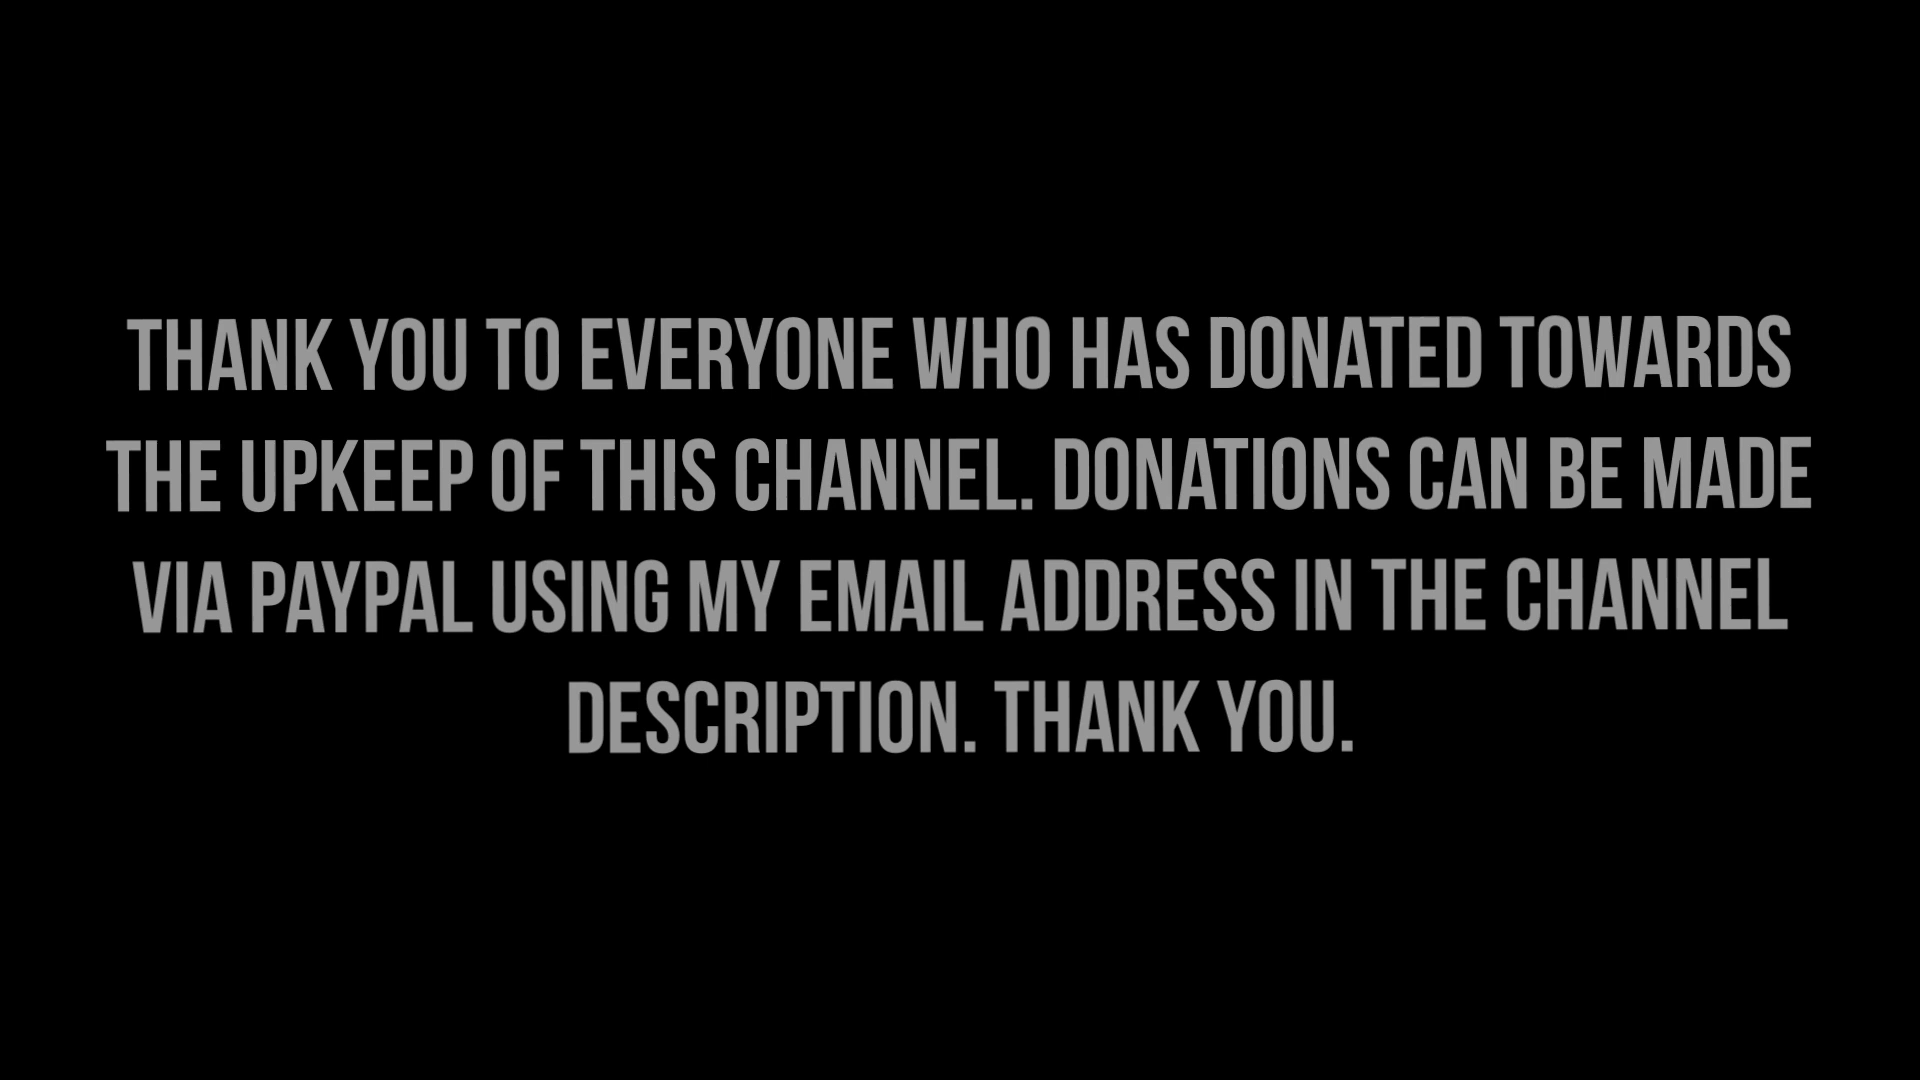 THANK YOU TO EVERYONE WHO HAS DONATED TOWARDS
THE UPKEEP OF THIS CHANNEL. DONATIONS CAN BE MADE
VIA PAYPAL USING MY EMAIL ADDRESS IN THE CHANNEL
DESCRIPTION. THANK YOU.